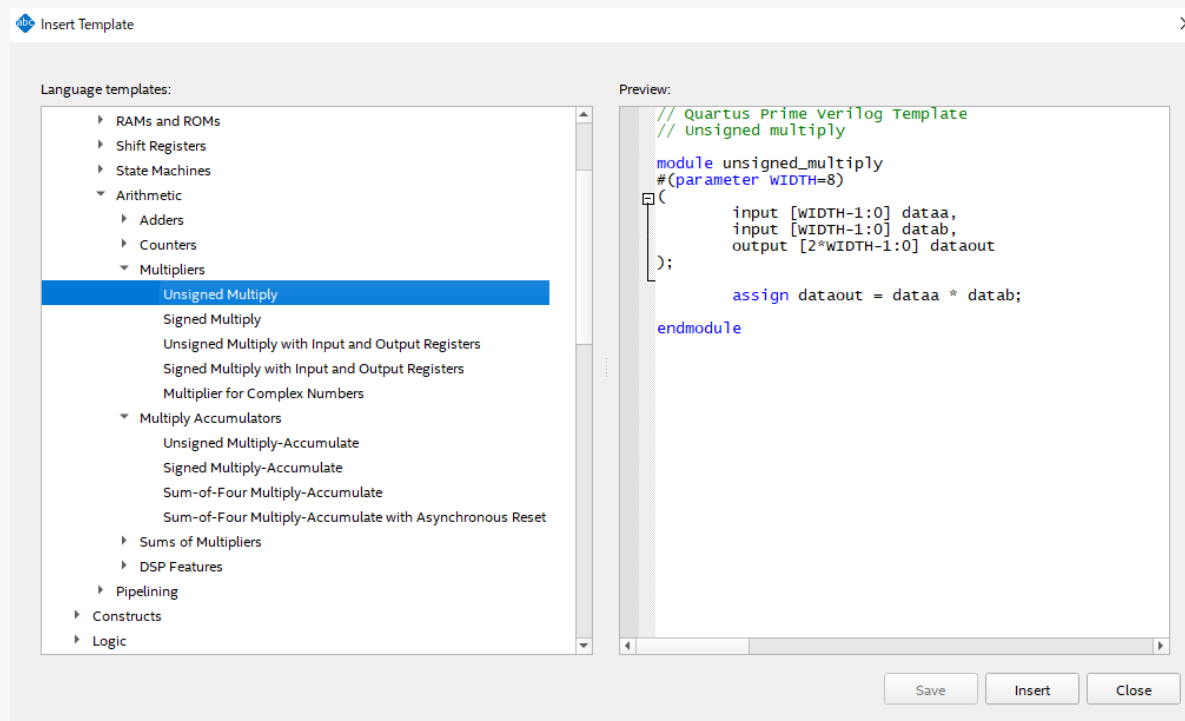 abc Insert Template
Language templates:
RAMs and ROMs
Shift Registers
State Machines
Arithmetic
Adders
Counters
Multipliers
Unsigned Multiply
Signed Multiply
Unsigned Multiply with Input and Output Registers
Signed Multiply with Input and Output Registers
Multiplier for Complex Numbers
Multiply Accumulators
Unsigned Multiply-Accumulate
Signed Multiply-Accumulate
Sum-of-Four Multiply-Accumulate
Sum-of-Four Multiply-Accumulate with Asynchronous Reset
Sums of Multipliers
DSP Features
Pipelining
Constructs
Logic
Preview:
// Quartus Prime Verilog Template
// Unsigned multiply
module unsigned_multiply
#(parameter WIDTH=8)
(
input [WIDTH-1:0] dataa,
input [WIDTH-1:0] datab,
output [2*WIDTH-1:0] dataout
);
assign dataout = dataa * datab;
endmodule
Save
Insert
Close